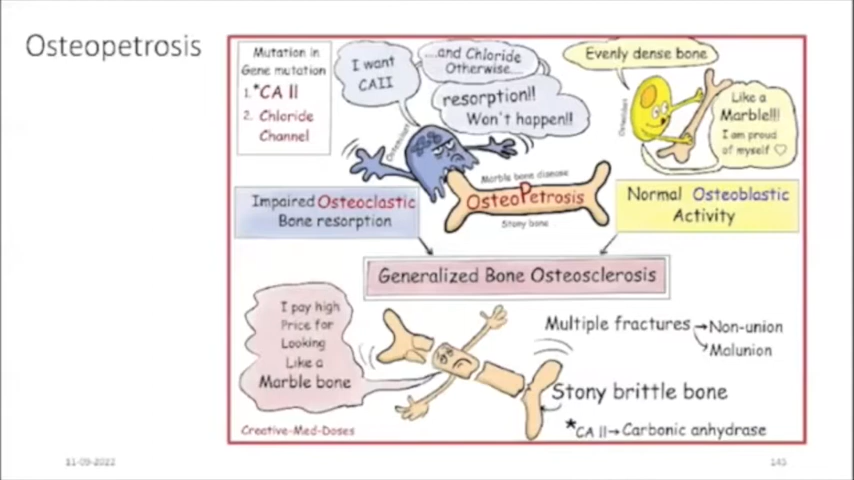 Osteopetrosis
Mutation in
Gene mutation
1. *CA II
2. Chloride
Channel
I want
CAII
....and Chloride
Otherwise....
resorption!!
Won't happen!!
Evenly dense bone
Like a
Marble!!!
I am proud
of myself ♡
Marble bone disease
OsteoPetrosis
Stony bone
Impaired Osteoclastic
Bone resorption
Normal Osteoblastic
Activity
Generalized Bone Osteosclerosis
I pay high
Price for
Looking
Like a
Marble bone
Multiple fractures → Non-union
Malunion
Stony brittle bone
*CA II → Carbonic anhydrase
Creative-Med-Doses
11-09-2022
145